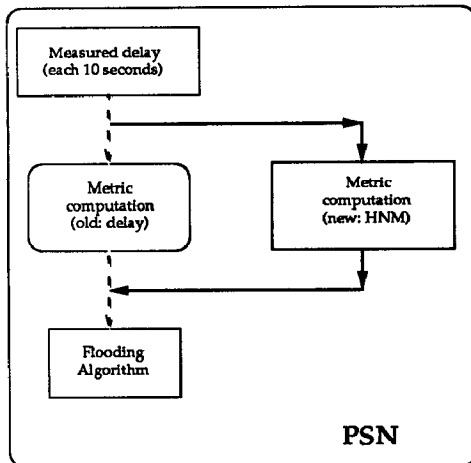 Measured delay
(each 10 seconds)
Metric
computation
(old: delay)
Metric
computation
(new: HNM)
Flooding
Algorithm
PSN